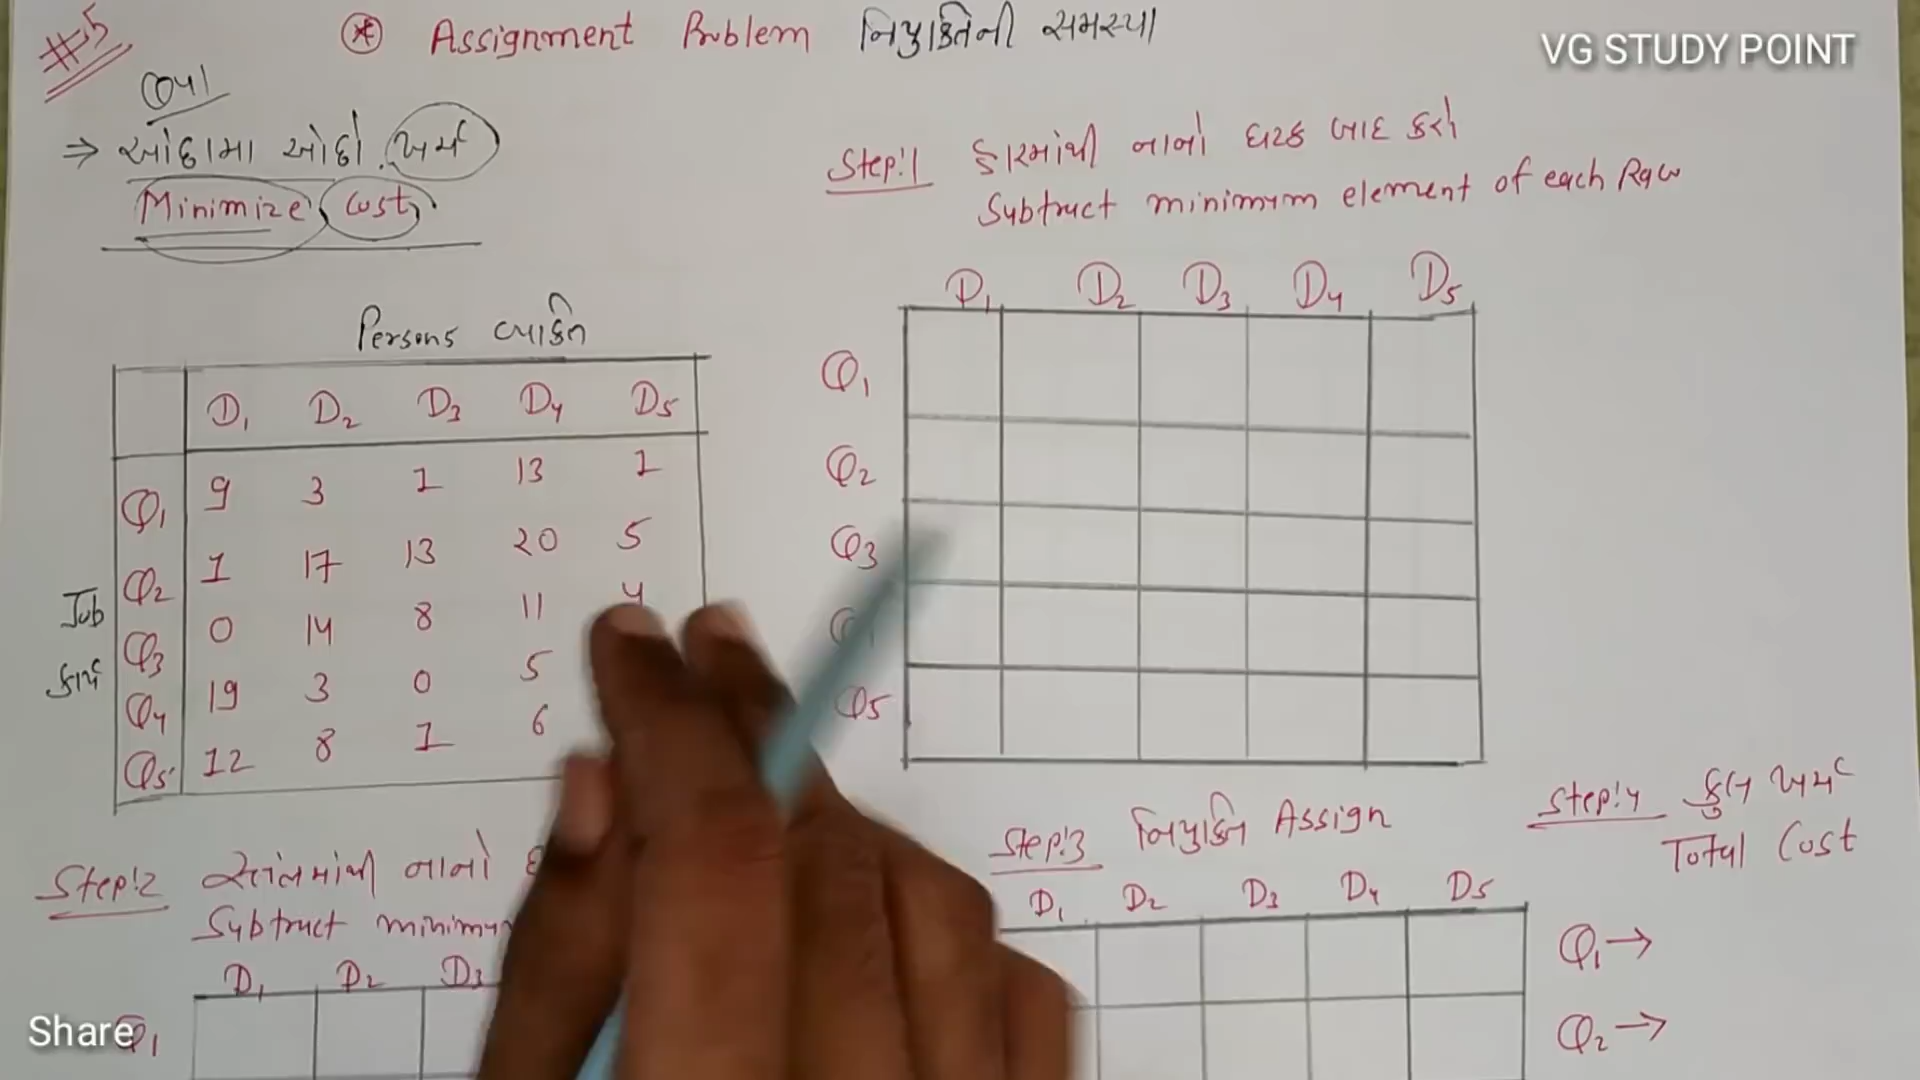 #5
* Assignment Problem નિયુક્તિની સમસ્યા
VG STUDY POINT
⇒ ઓછામાં ઓછો ખર્ચ
Minimize Cost
Step:1 હારમાંથી નાનો ઘટક બાદ કરો
Subtruct minimum element of each Raw
Persons વ્યક્તિ
D1 D2 D3 D4 D5
Q1 9 3 1 13 1
Q2 1 17 13 20 5
Q3 0 14 8 11 4
Q4 19 3 0 5
Q5 12 8 1 6
Job
કાર્ય
D1 D2 D3 D4 D5
Q1
Q2
Q3
Q5
Step:2 સ્તંભમાંથી નાનો
Subtruct minimum
D1 D2 D3
Q1
Step:3 નિયુક્તિ Assign
D1 D2 D3 D4 D5
Step:4 કુલ ખર્ચ
Total Cost
Q1 →
Q2 →
Share